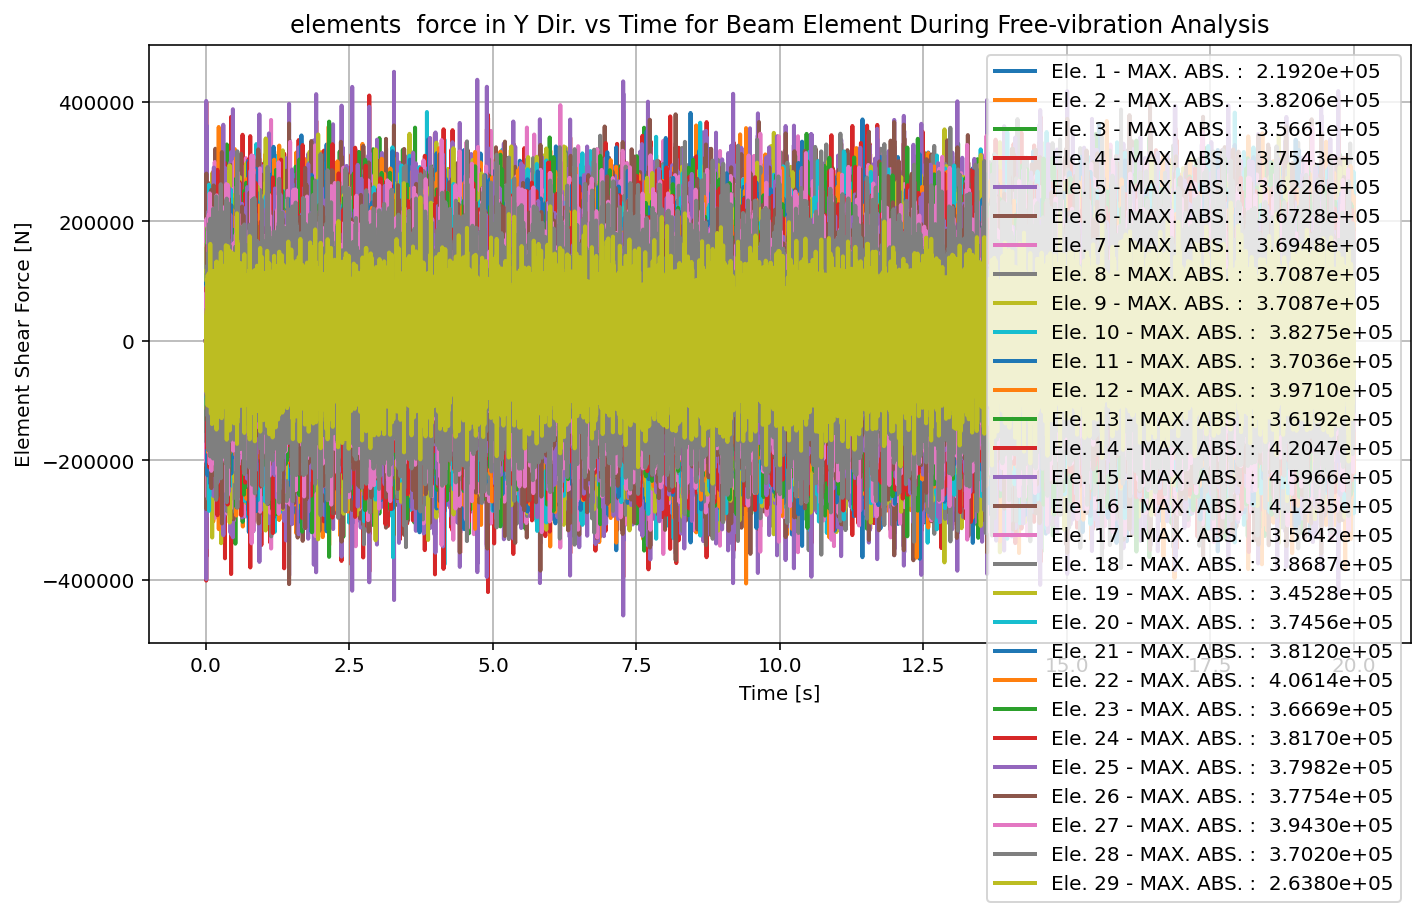 elements  force in Y Dir. vs Time for Beam Element During Free-vibration Analysis
Element Shear Force [N]
400000
200000
0
−200000
−400000
0.0
2.5
5.0
7.5
10.0
12.5
15.0
17.5
20.0
Time [s]
Ele. 1 - MAX. ABS. :  2.1920e+05
Ele. 2 - MAX. ABS. :  3.8206e+05
Ele. 3 - MAX. ABS. :  3.5661e+05
Ele. 4 - MAX. ABS. :  3.7543e+05
Ele. 5 - MAX. ABS. :  3.6226e+05
Ele. 6 - MAX. ABS. :  3.6728e+05
Ele. 7 - MAX. ABS. :  3.6948e+05
Ele. 8 - MAX. ABS. :  3.7087e+05
Ele. 9 - MAX. ABS. :  3.7087e+05
Ele. 10 - MAX. ABS. :  3.8275e+05
Ele. 11 - MAX. ABS. :  3.7036e+05
Ele. 12 - MAX. ABS. :  3.9710e+05
Ele. 13 - MAX. ABS. :  3.6192e+05
Ele. 14 - MAX. ABS. :  4.2047e+05
Ele. 15 - MAX. ABS. :  4.5966e+05
Ele. 16 - MAX. ABS. :  4.1235e+05
Ele. 17 - MAX. ABS. :  3.5642e+05
Ele. 18 - MAX. ABS. :  3.8687e+05
Ele. 19 - MAX. ABS. :  3.4528e+05
Ele. 20 - MAX. ABS. :  3.7456e+05
Ele. 21 - MAX. ABS. :  3.8120e+05
Ele. 22 - MAX. ABS. :  4.0614e+05
Ele. 23 - MAX. ABS. :  3.6669e+05
Ele. 24 - MAX. ABS. :  3.8170e+05
Ele. 25 - MAX. ABS. :  3.7982e+05
Ele. 26 - MAX. ABS. :  3.7754e+05
Ele. 27 - MAX. ABS. :  3.9430e+05
Ele. 28 - MAX. ABS. :  3.7020e+05
Ele. 29 - MAX. ABS. :  2.6380e+05